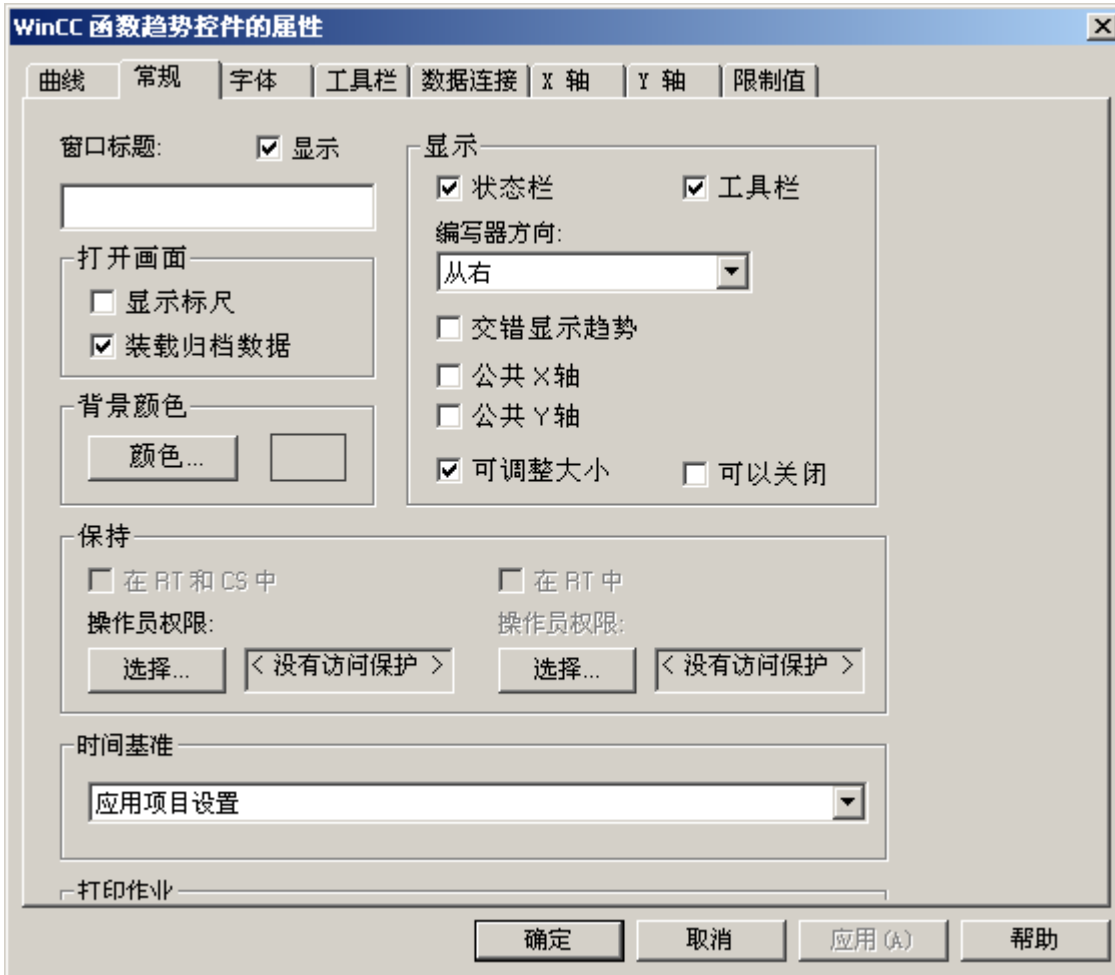 WinCC 函数趋势控件的属性
曲线 常规 字体 工具栏 数据连接 X 轴 Y 轴 限制值
窗口标题: 显示
显示
状态栏 工具栏
编写器方向:
从右
打开画面
显示标尺
装载归档数据
交错显示趋势
公共 X 轴
公共 Y 轴
背景颜色
颜色...
可调整大小 可以关闭
保持
在 RT 和 CS 中 在 RT 中
操作员权限: 操作员权限:
选择... < 没有访问保护 > 选择... < 没有访问保护 >
时间基准
应用项目设置
打印作业
确定 取消 应用(A) 帮助